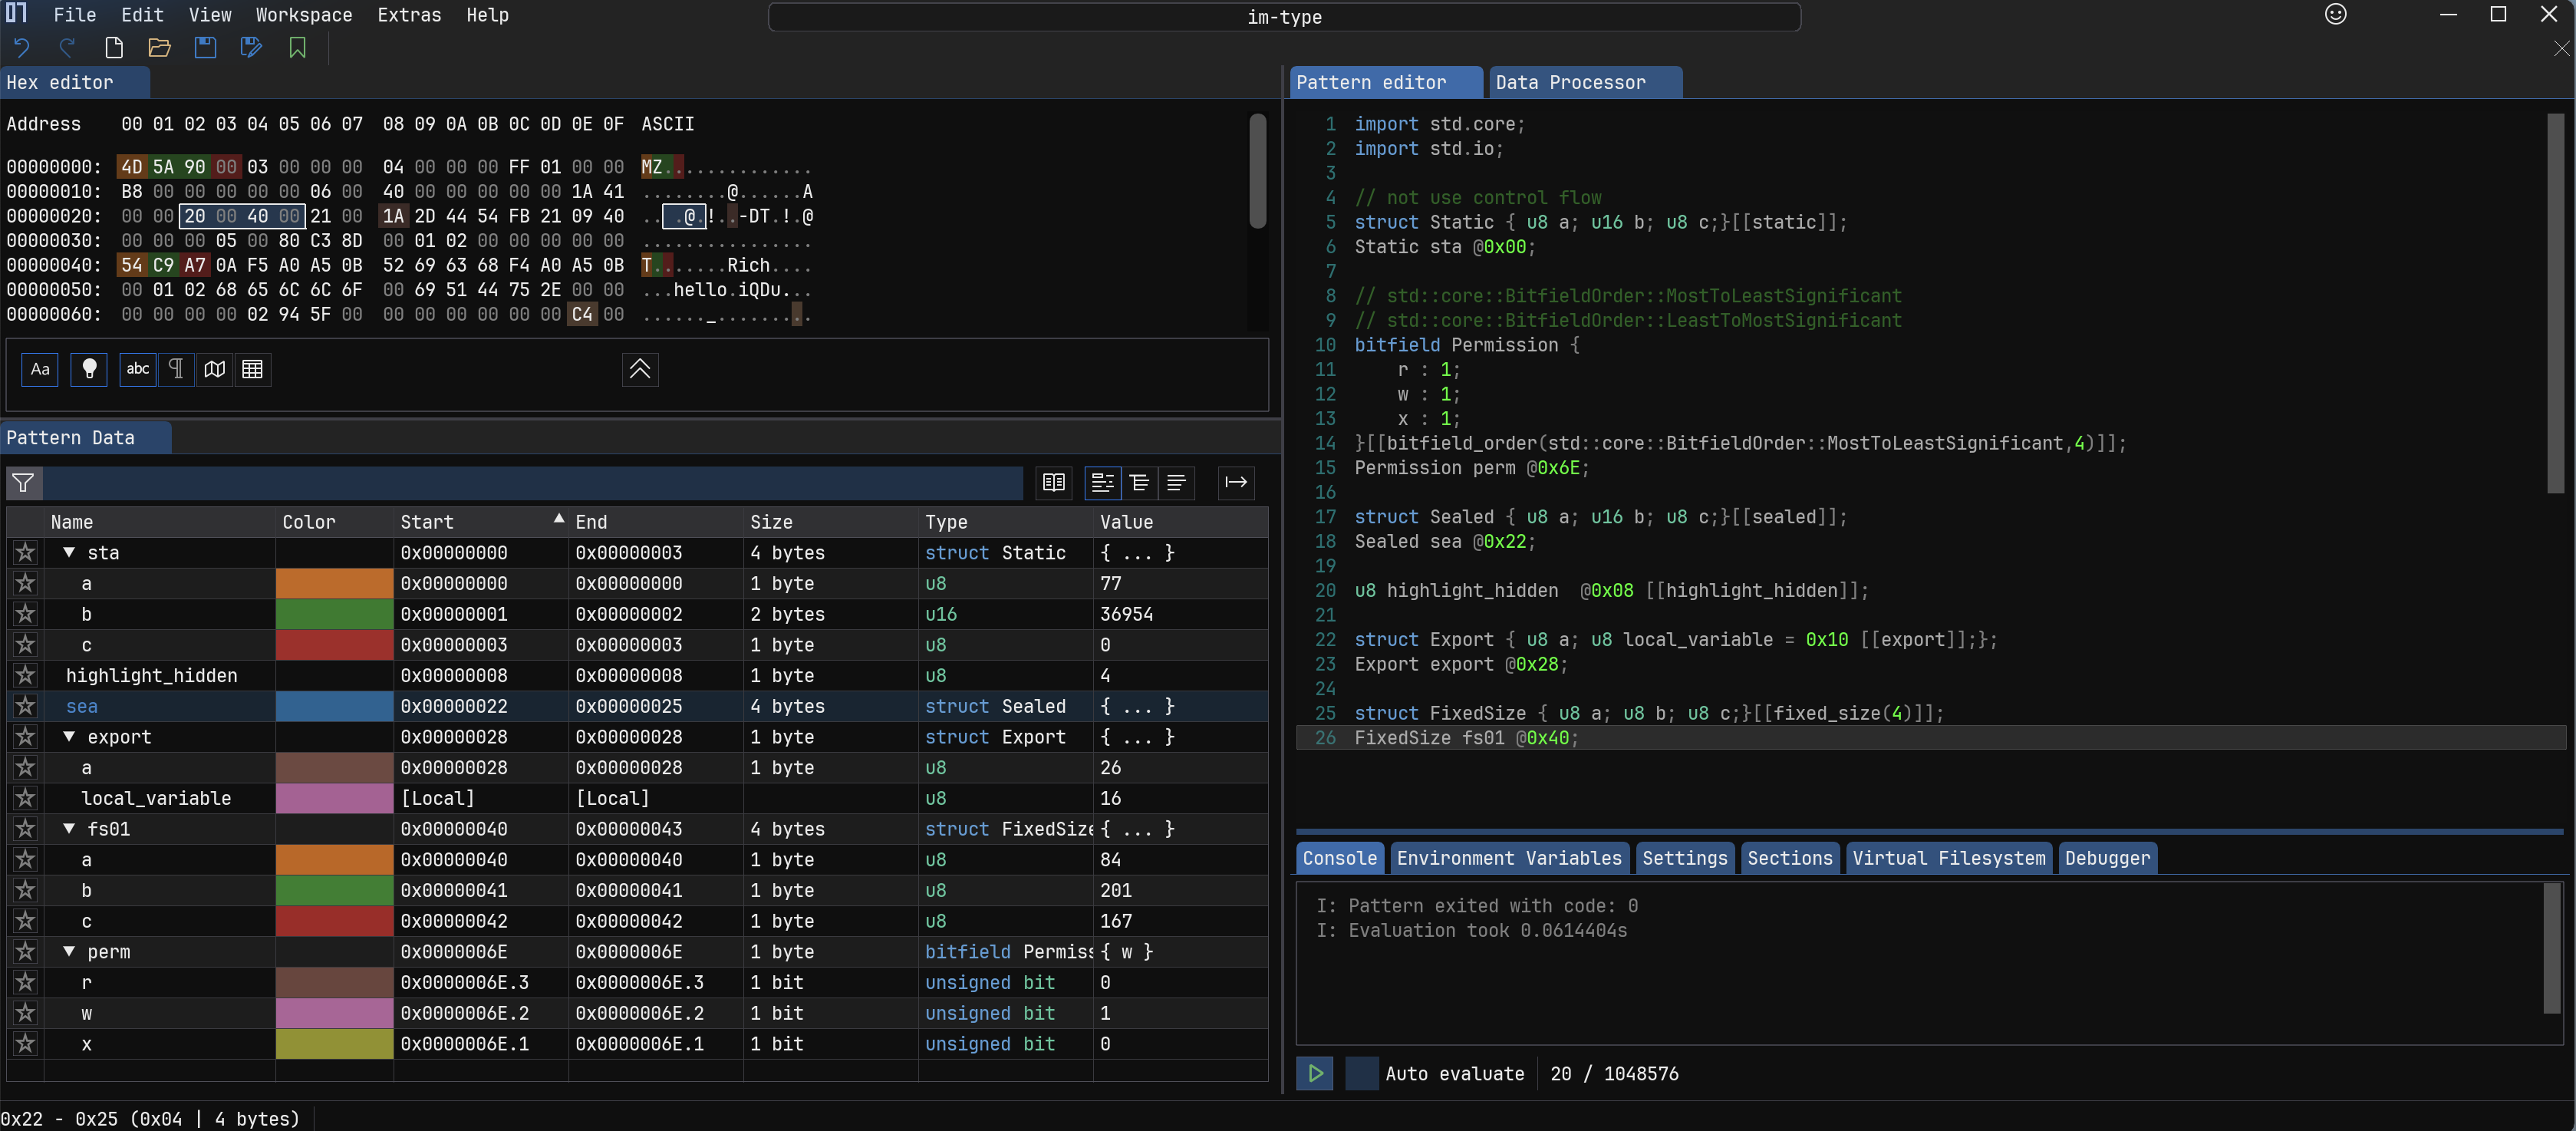 File Edit View Workspace Extras Help
im-type
Hex editor
Address 00 01 02 03 04 05 06 07 08 09 0A 0B 0C 0D 0E 0F ASCII
00000000: 4D 5A 90 00 03 00 00 00 04 00 00 00 FF 01 00 00 MZ..............
00000010: B8 00 00 00 00 00 06 00 40 00 00 00 00 00 1A 41 ........@......A
00000020: 00 00 20 00 40 00 21 00 1A 2D 44 54 FB 21 09 40 .. .@.!..-DT.!.@
00000030: 00 00 00 05 00 80 C3 8D 00 01 02 00 00 00 00 00 ................
00000040: 54 C9 A7 0A F5 A0 A5 0B 52 69 63 68 F4 A0 A5 0B T.......Rich....
00000050: 00 01 02 68 65 6C 6C 6F 00 69 51 44 75 2E 00 00 ...hello.iQDu...
00000060: 00 00 00 00 02 94 5F 00 00 00 00 00 00 00 C4 00 ......_.........
Aa abc
Pattern Data
Name Color Start End Size Type Value
sta 0x00000000 0x00000003 4 bytes struct Static { ... }
a 0x00000000 0x00000000 1 byte u8 77
b 0x00000001 0x00000002 2 bytes u16 36954
c 0x00000003 0x00000003 1 byte u8 0
highlight_hidden 0x00000008 0x00000008 1 byte u8 4
sea 0x00000022 0x00000025 4 bytes struct Sealed { ... }
export 0x00000028 0x00000028 1 byte struct Export { ... }
a 0x00000028 0x00000028 1 byte u8 26
local_variable [Local] [Local] u8 16
fs01 0x00000040 0x00000043 4 bytes struct FixedSize { ... }
a 0x00000040 0x00000040 1 byte u8 84
b 0x00000041 0x00000041 1 byte u8 201
c 0x00000042 0x00000042 1 byte u8 167
perm 0x0000006E 0x0000006E 1 byte bitfield Permiss { w }
r 0x0000006E.3 0x0000006E.3 1 bit unsigned bit 0
w 0x0000006E.2 0x0000006E.2 1 bit unsigned bit 1
x 0x0000006E.1 0x0000006E.1 1 bit unsigned bit 0
0x22 - 0x25 (0x04 | 4 bytes)
Pattern editor Data Processor
1 import std.core;
2 import std.io;
3
4 // not use control flow
5 struct Static { u8 a; u16 b; u8 c;}[[static]];
6 Static sta @0x00;
7
8 // std::core::BitfieldOrder::MostToLeastSignificant
9 // std::core::BitfieldOrder::LeastToMostSignificant
10 bitfield Permission {
11 r : 1;
12 w : 1;
13 x : 1;
14 }[[bitfield_order(std::core::BitfieldOrder::MostToLeastSignificant,4)]];
15 Permission perm @0x6E;
16
17 struct Sealed { u8 a; u16 b; u8 c;}[[sealed]];
18 Sealed sea @0x22;
19
20 u8 highlight_hidden @0x08 [[highlight_hidden]];
21
22 struct Export { u8 a; u8 local_variable = 0x10 [[export]];};
23 Export export @0x28;
24
25 struct FixedSize { u8 a; u8 b; u8 c;}[[fixed_size(4)]];
26 FixedSize fs01 @0x40;
Console Environment Variables Settings Sections Virtual Filesystem Debugger
I: Pattern exited with code: 0
I: Evaluation took 0.0614404s
Auto evaluate 20 / 1048576